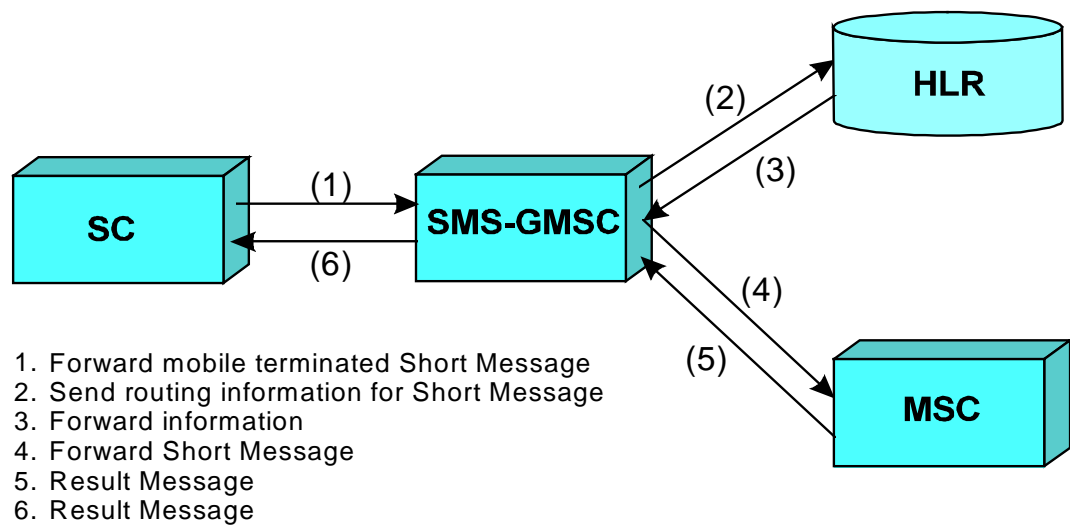 HLR
(2)
(3)
(1)
SC
SMS-GMSC
(6)
(4)
(5)
MSC
1. Forward mobile terminated Short Message
2. Send routing information for Short Message
3. Forward information
4. Forward Short Message
5. Result Message
6. Result Message